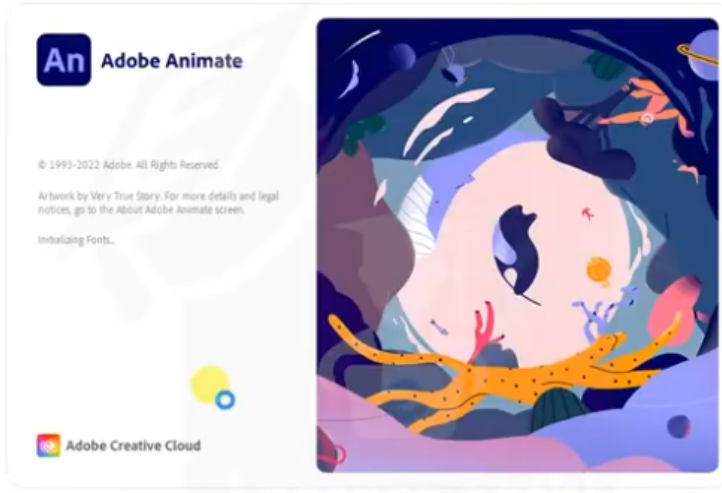 An Adobe Animate
© 1993-2022 Adobe. All Rights Reserved.
Artwork by Very True Story. For more details and legal
notices, go to the About Adobe Animate screen.
Initializing Fonts...
Adobe Creative Cloud